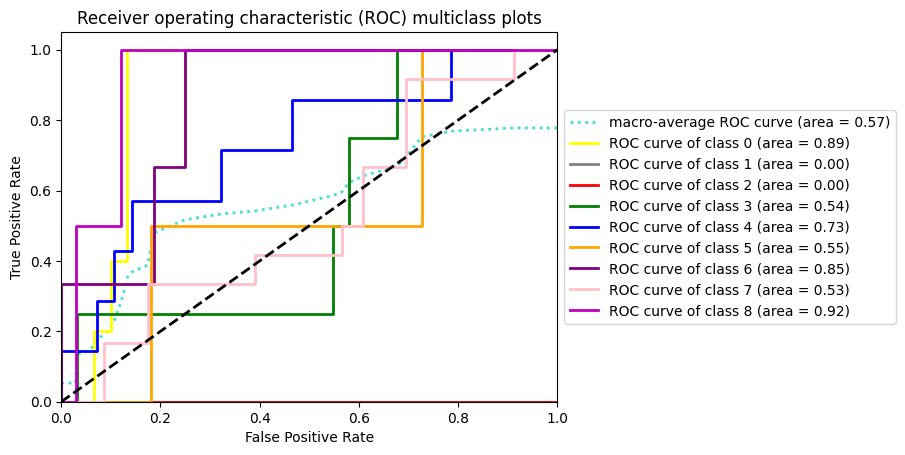 Receiver operating characteristic (ROC) multiclass plots
True Positive Rate
1.0
0.8
0.6
0.4
0.2
0.0
0.0 0.2 0.4 0.6 0.8 1.0
False Positive Rate
macro-average ROC curve (area = 0.57)
ROC curve of class 0 (area = 0.89)
ROC curve of class 1 (area = 0.00)
ROC curve of class 2 (area = 0.00)
ROC curve of class 3 (area = 0.54)
ROC curve of class 4 (area = 0.73)
ROC curve of class 5 (area = 0.55)
ROC curve of class 6 (area = 0.85)
ROC curve of class 7 (area = 0.53)
ROC curve of class 8 (area = 0.92)